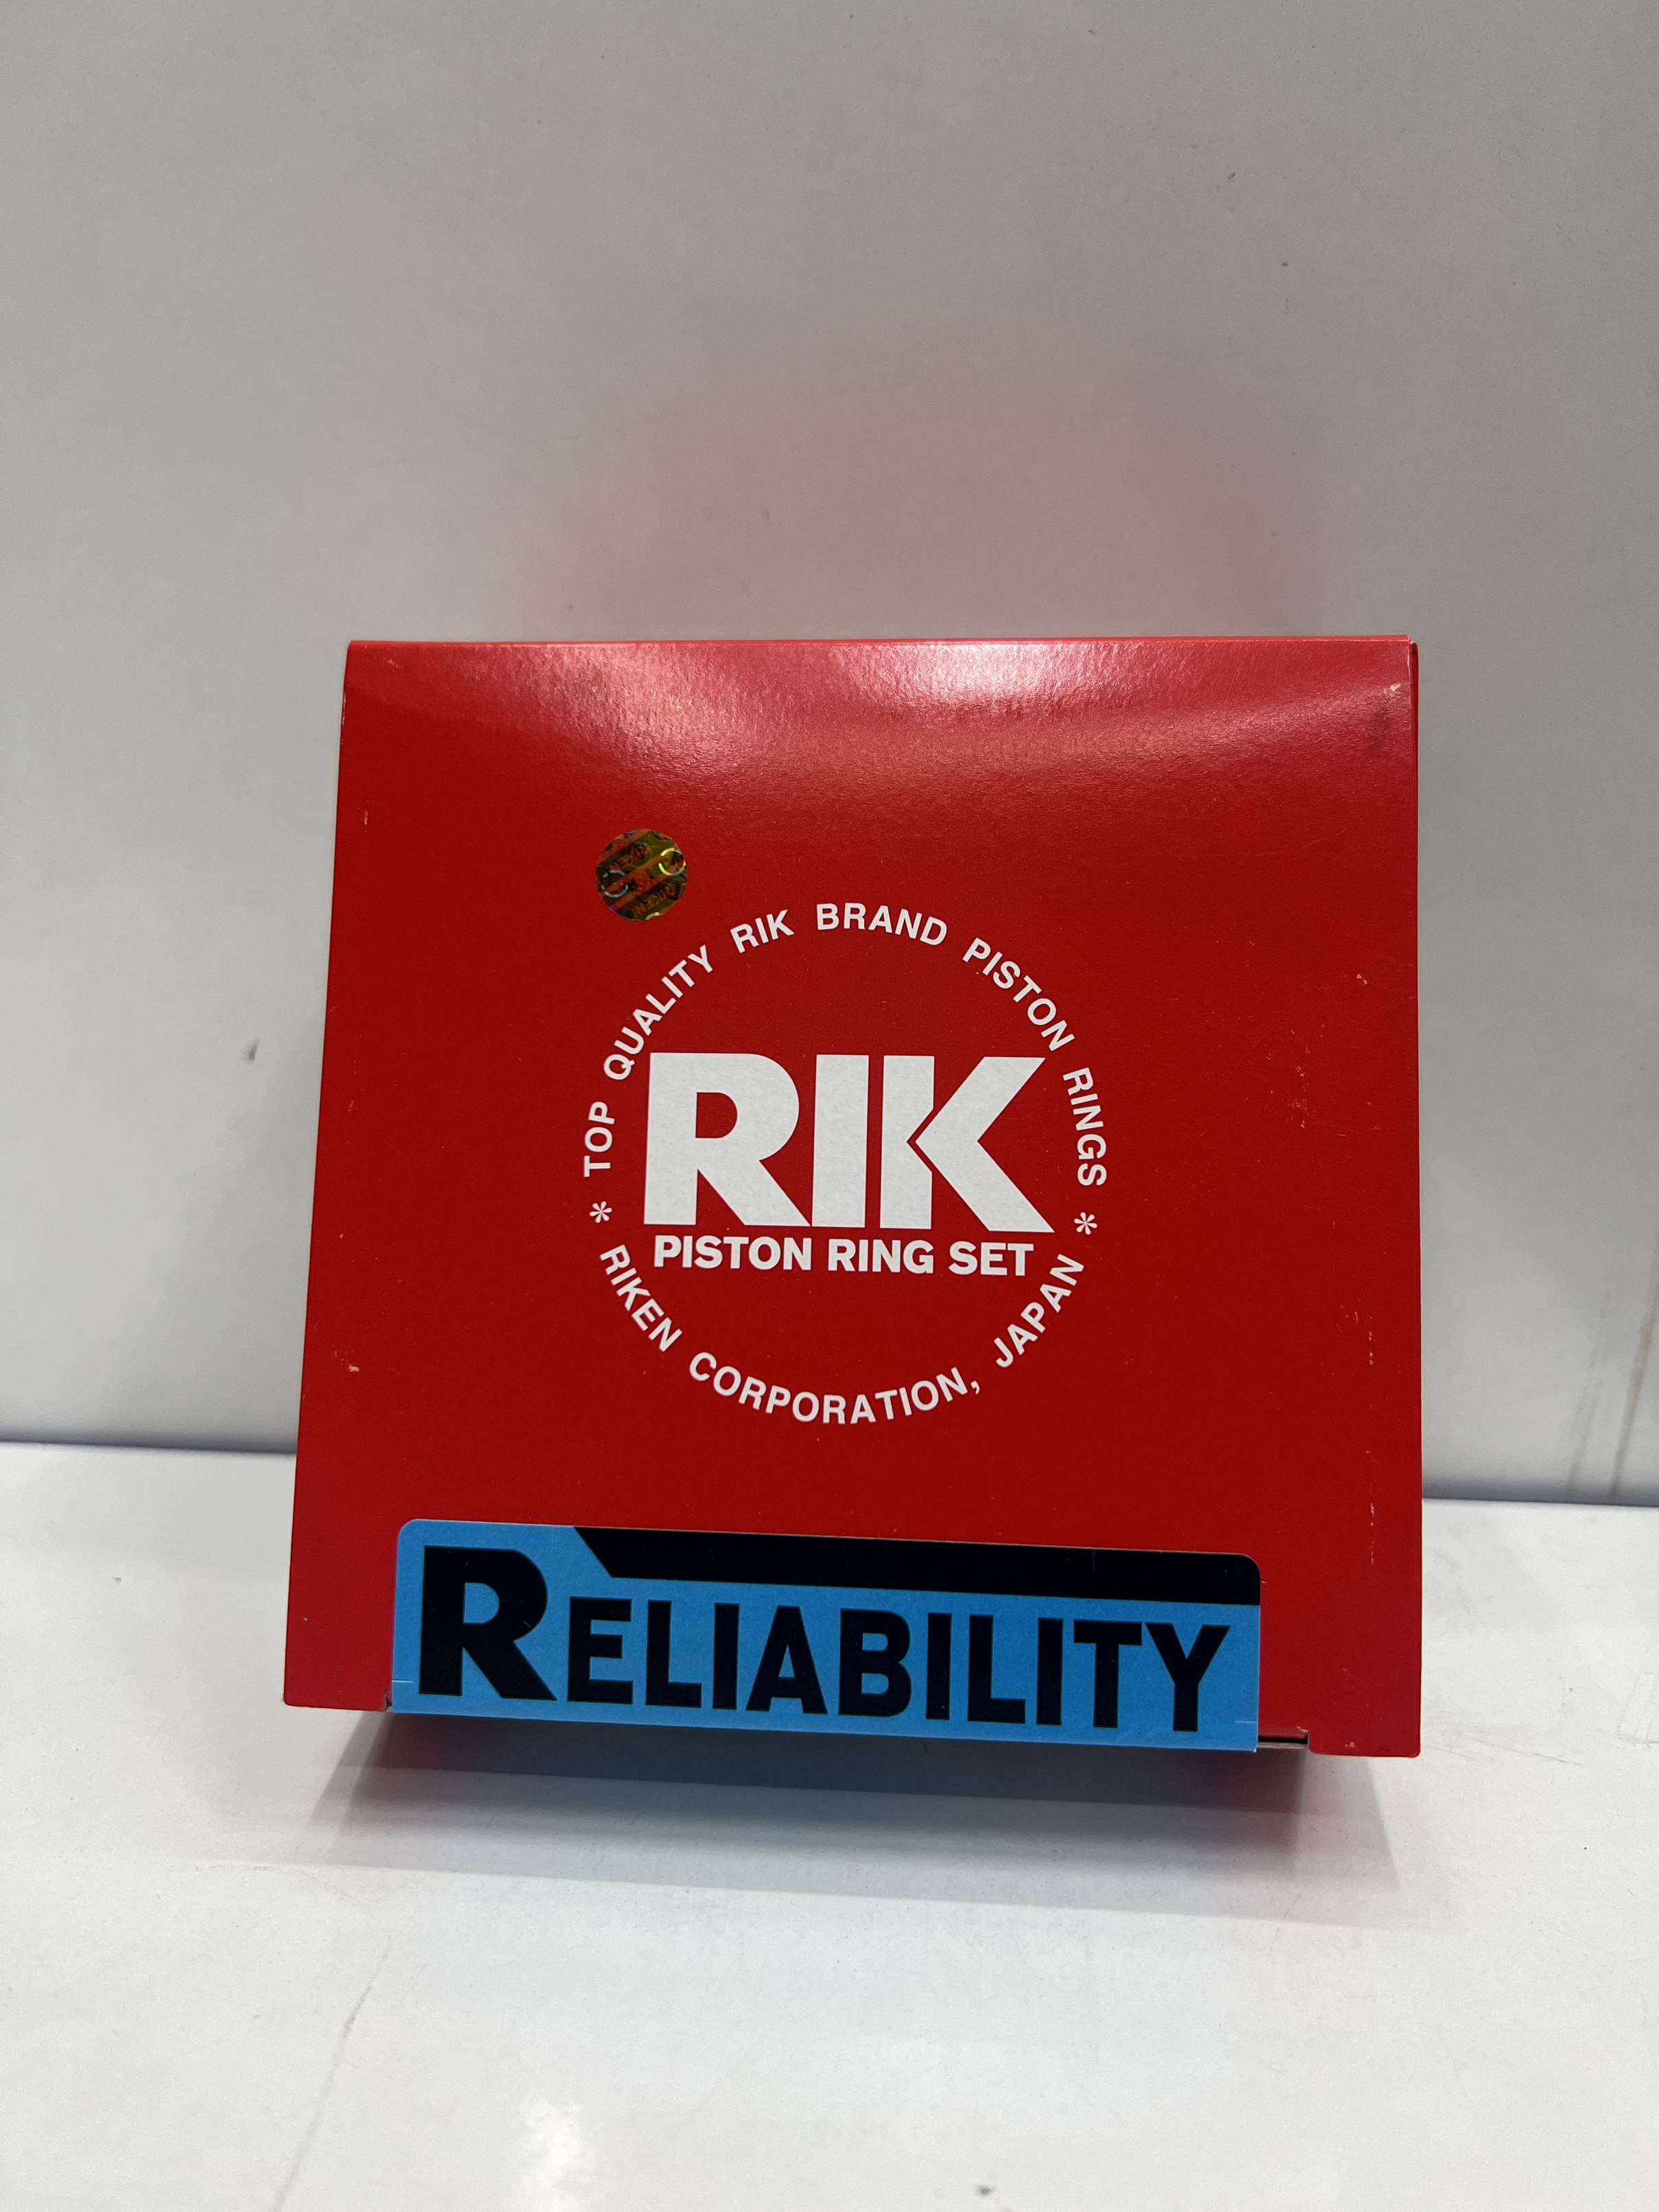 * TOP QUALITY RIK BRAND PISTON RINGS *
RIK
PISTON RING SET
RIKEN CORPORATION, JAPAN
RELIABILITY